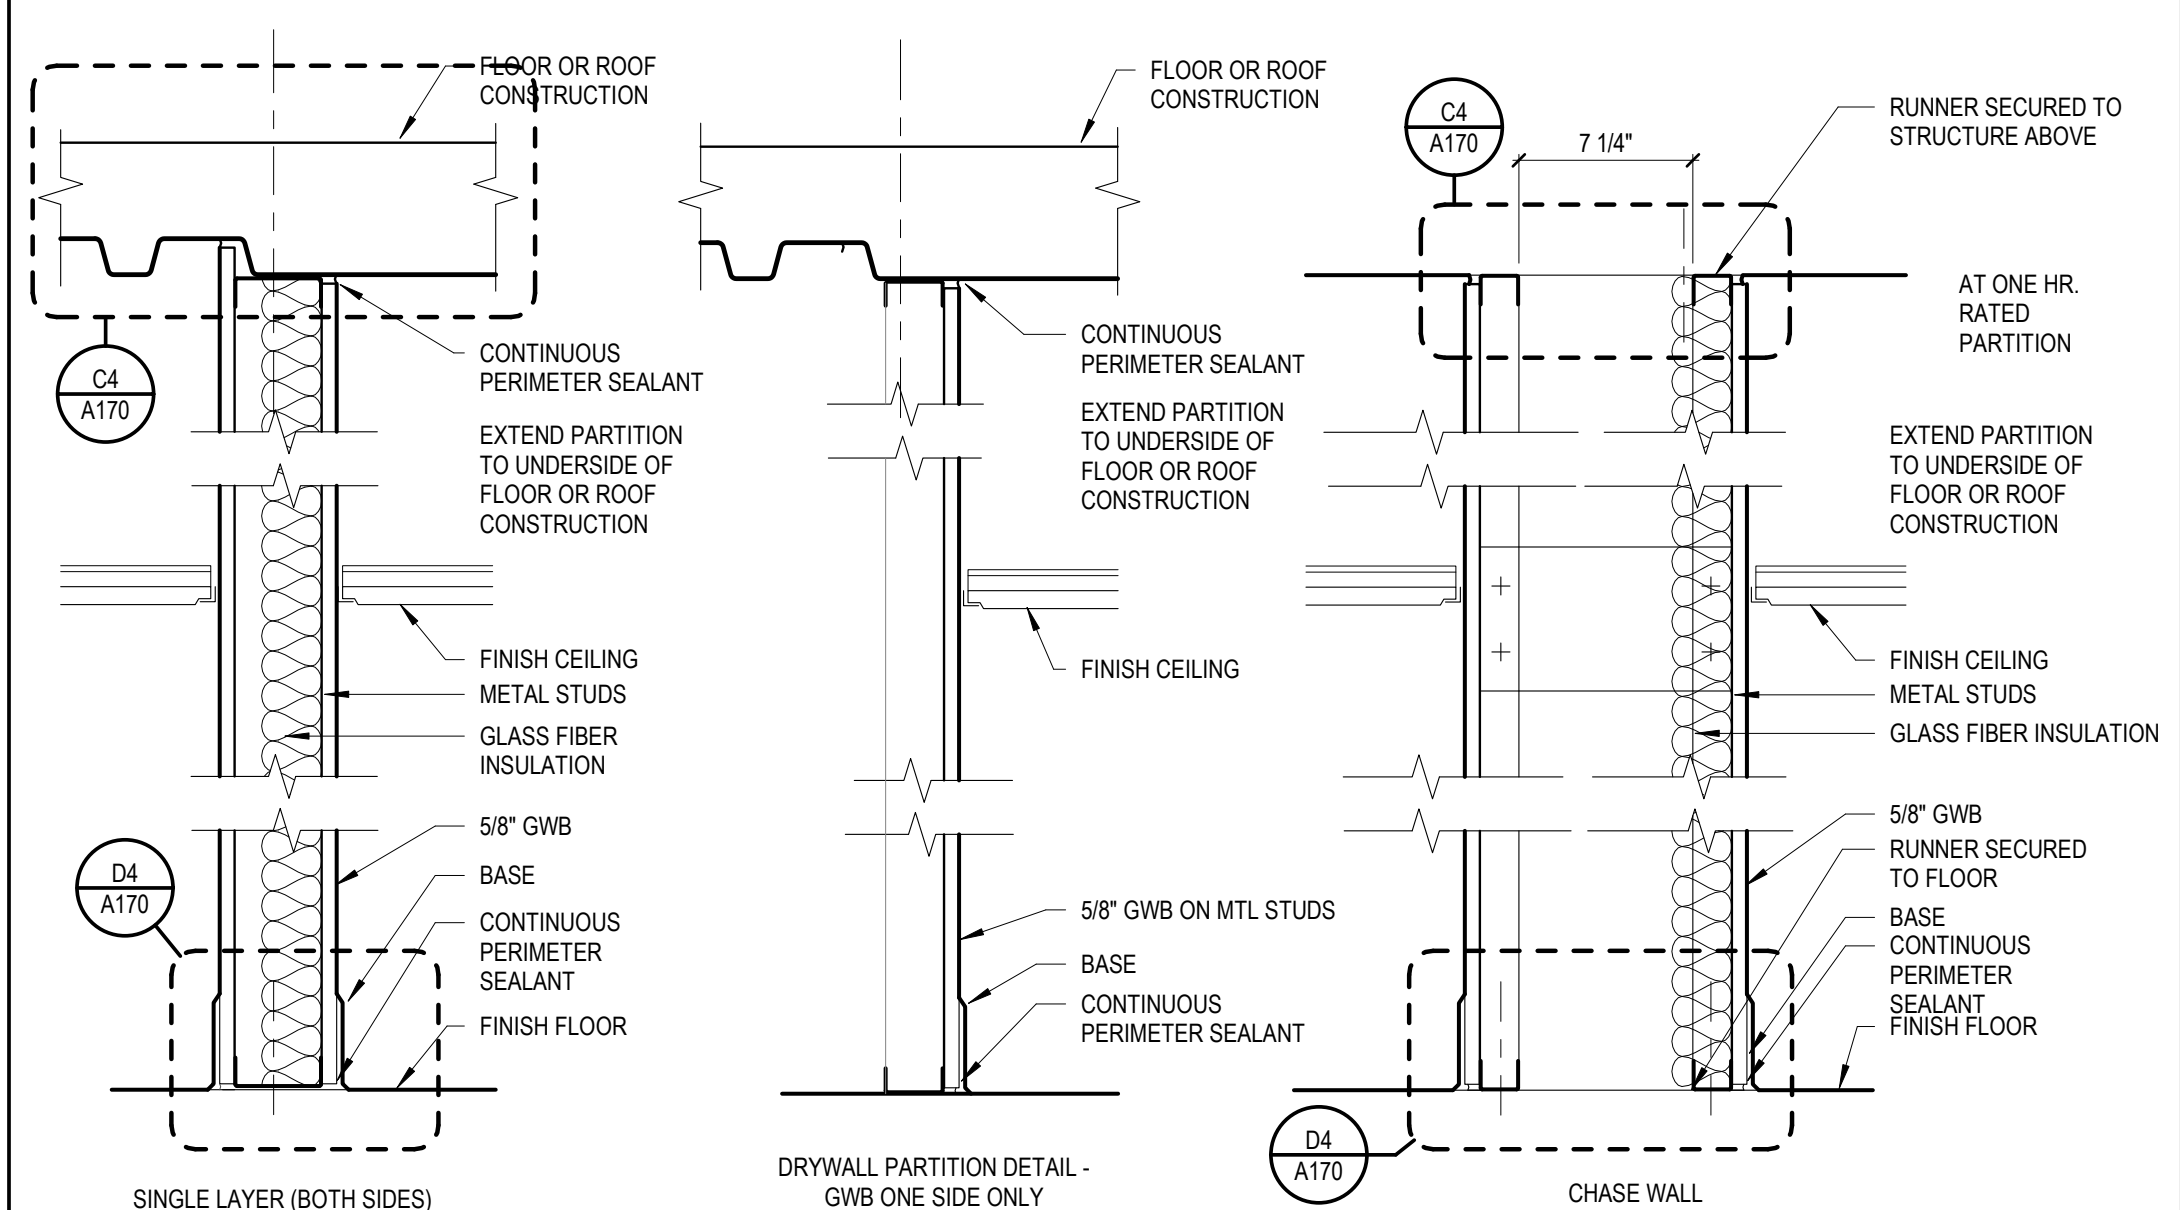 FLOOR OR ROOF
CONSTRUCTION
C4
A170
CONTINUOUS
PERIMETER SEALANT
EXTEND PARTITION
TO UNDERSIDE OF
FLOOR OR ROOF
CONSTRUCTION
FINISH CEILING
METAL STUDS
GLASS FIBER
INSULATION
5/8" GWB
BASE
D4
A170
CONTINUOUS
PERIMETER
SEALANT
FINISH FLOOR
SINGLE LAYER (BOTH SIDES)
FLOOR OR ROOF
CONSTRUCTION
CONTINUOUS
PERIMETER SEALANT
EXTEND PARTITION
TO UNDERSIDE OF
FLOOR OR ROOF
CONSTRUCTION
FINISH CEILING
5/8" GWB ON MTL STUDS
BASE
CONTINUOUS
PERIMETER SEALANT
DRYWALL PARTITION DETAIL -
GWB ONE SIDE ONLY
C4
A170
7 1/4"
RUNNER SECURED TO
STRUCTURE ABOVE
AT ONE HR.
RATED
PARTITION
EXTEND PARTITION
TO UNDERSIDE OF
FLOOR OR ROOF
CONSTRUCTION
FINISH CEILING
METAL STUDS
GLASS FIBER INSULATION
5/8" GWB
RUNNER SECURED
TO FLOOR
BASE
CONTINUOUS
PERIMETER
SEALANT
FINISH FLOOR
D4
A170
CHASE WALL